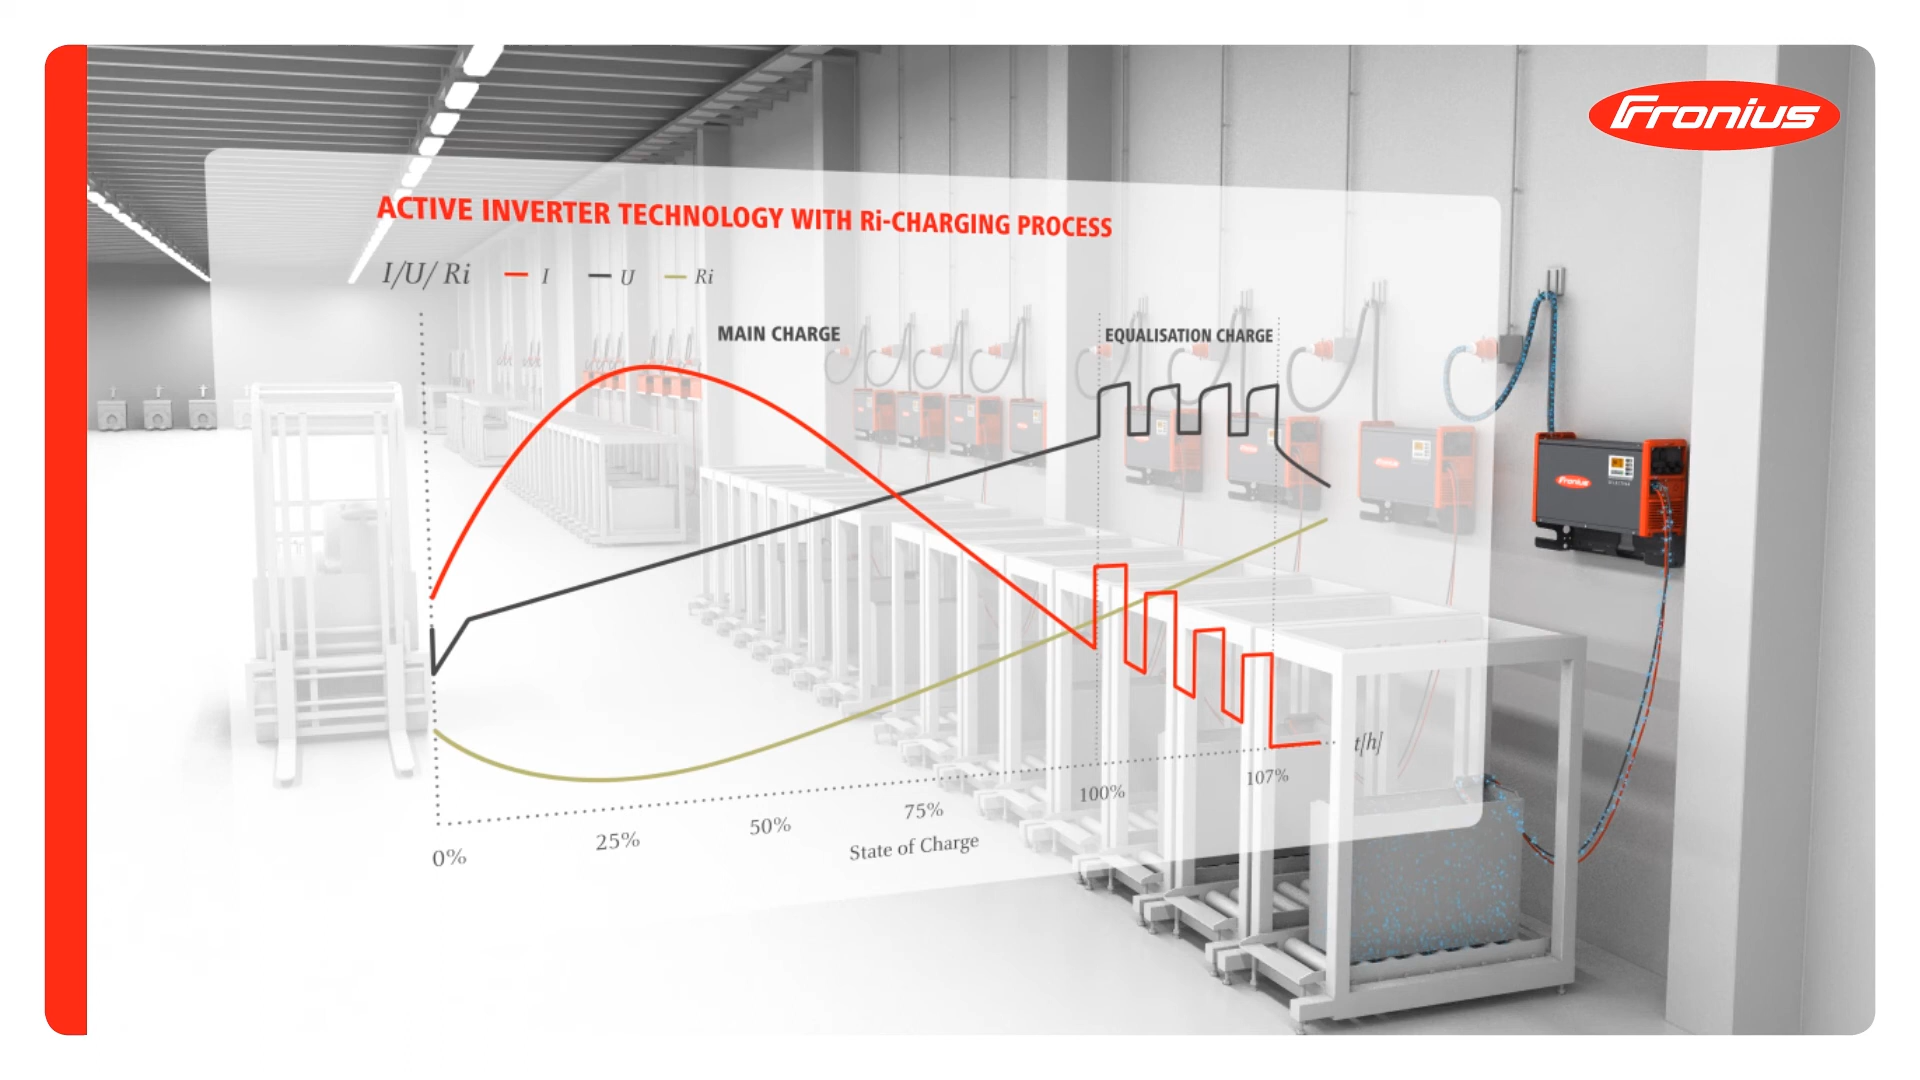 Fronius
ACTIVE INVERTER TECHNOLOGY WITH Ri-CHARGING PROCESS
I/U/ Ri I U Ri
MAIN CHARGE
EQUALISATION CHARGE
Fronius
t[h]
0% 25% 50% 75% 100% 107%
State of Charge